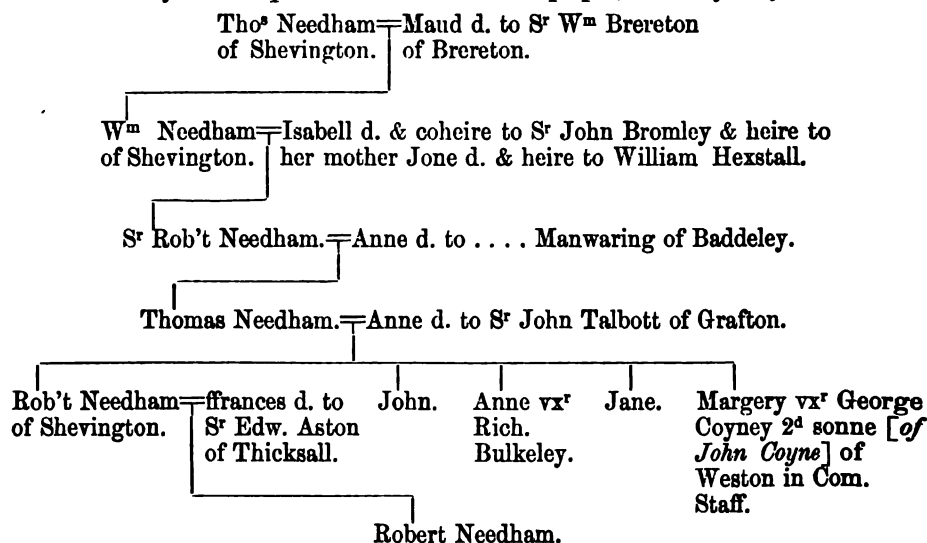 Thoˢ Needham = Maud d. to Sʳ Wᵐ Brereton
of Shevington. of Brereton.
Wᵐ Needham = Isabell d. & coheire to Sʳ John Bromley & heire to
of Shevington. her mother Jone d. & heire to William Hexstall.
Sʳ Rob't Needham. = Anne d. to . . . . Manwaring of Baddeley.
Thomas Needham. = Anne d. to Sʳ John Talbott of Grafton.
Rob't Needham = ffrances d. to
of Shevington. Sʳ Edw. Aston
of Thicksall.
John.
Anne vxʳ
Rich.
Bulkeley.
Jane.
Margery vxʳ George
Coyney 2ᵈ sonne [of
John Coyne] of
Weston in Com.
Staff.
Robert Needham.